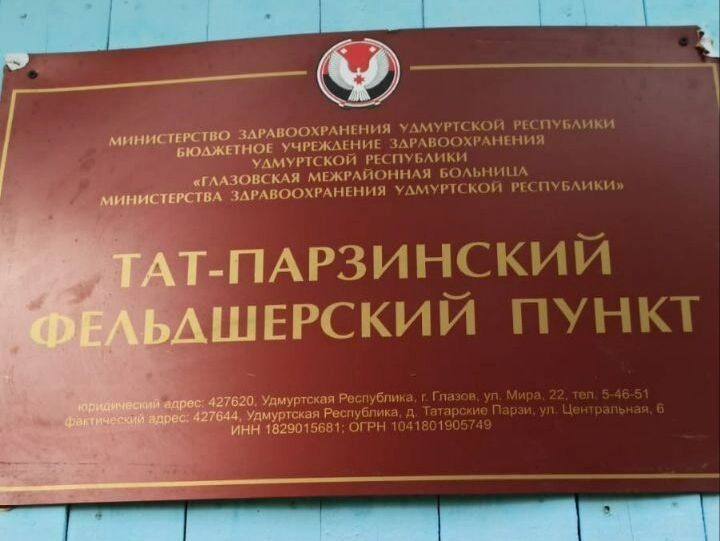 МИНИСТЕРСТВО ЗДРАВООХРАНЕНИЯ УДМУРТСКОЙ РЕСПУБЛИКИ
БЮДЖЕТНОЕ УЧРЕЖДЕНИЕ ЗДРАВООХРАНЕНИЯ
УДМУРТСКОЙ РЕСПУБЛИКИ
«ГЛАЗОВСКАЯ МЕЖРАЙОННАЯ БОЛЬНИЦА
МИНИСТЕРСТВА ЗДРАВООХРАНЕНИЯ УДМУРТСКОЙ РЕСПУБЛИКИ»
ТАТ-ПАРЗИНСКИЙ
ФЕЛЬДШЕРСКИЙ ПУНКТ
юридический адрес: 427620, Удмуртская Республика, г. Глазов, ул. Мира, 22, тел. 5-46-51
фактический адрес: 427644, Удмуртская Республика, д. Татарские Парзи, ул. Центральная, 6
ИНН 1829015681; ОГРН 1041801905749